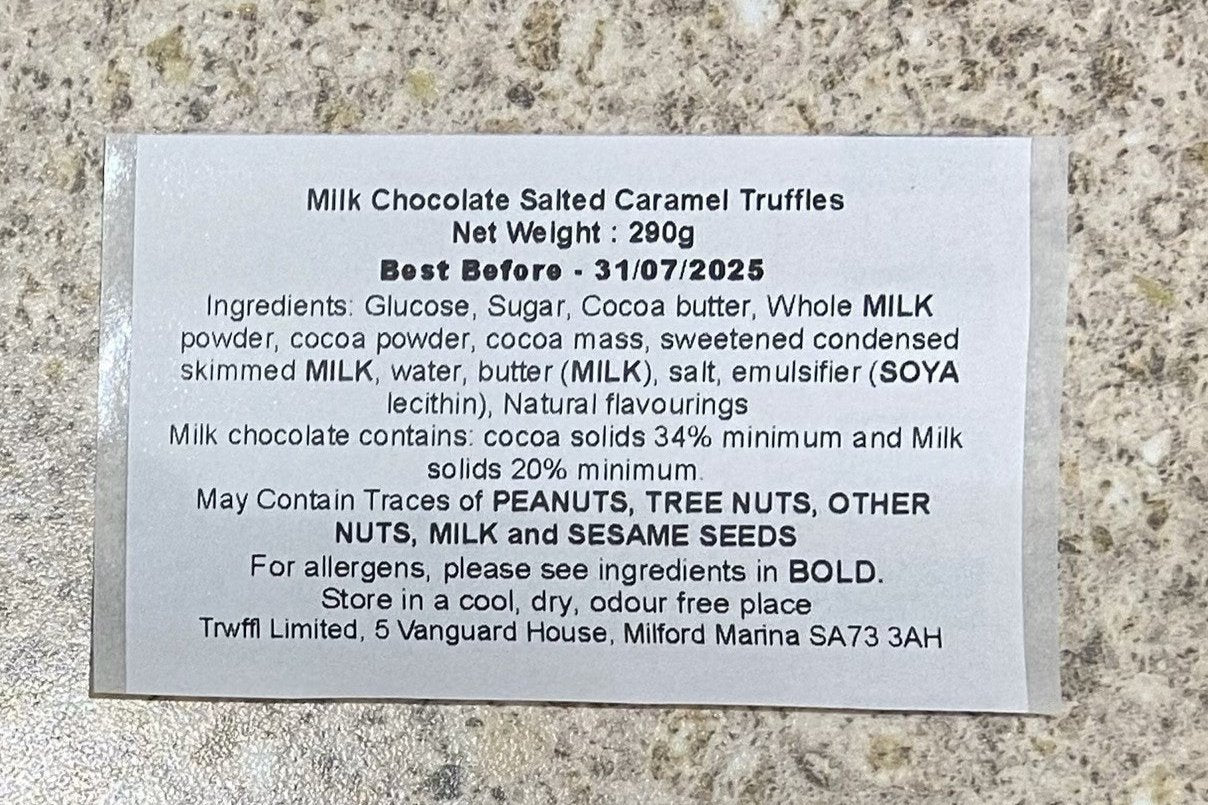 Milk Chocolate Salted Caramel Truffles
Net Weight : 290g
Best Before - 31/07/2025
Ingredients: Glucose, Sugar, Cocoa butter, Whole MILK
powder, cocoa powder, cocoa mass, sweetened condensed
skimmed MILK, water, butter (MILK), salt, emulsifier (SOYA
lecithin), Natural flavourings
Milk chocolate contains: cocoa solids 34% minimum and Milk
solids 20% minimum.
May Contain Traces of PEANUTS, TREE NUTS, OTHER
NUTS, MILK and SESAME SEEDS
For allergens, please see ingredients in BOLD.
Store in a cool, dry, odour free place
Trwffl Limited, 5 Vanguard House, Milford Marina SA73 3AH